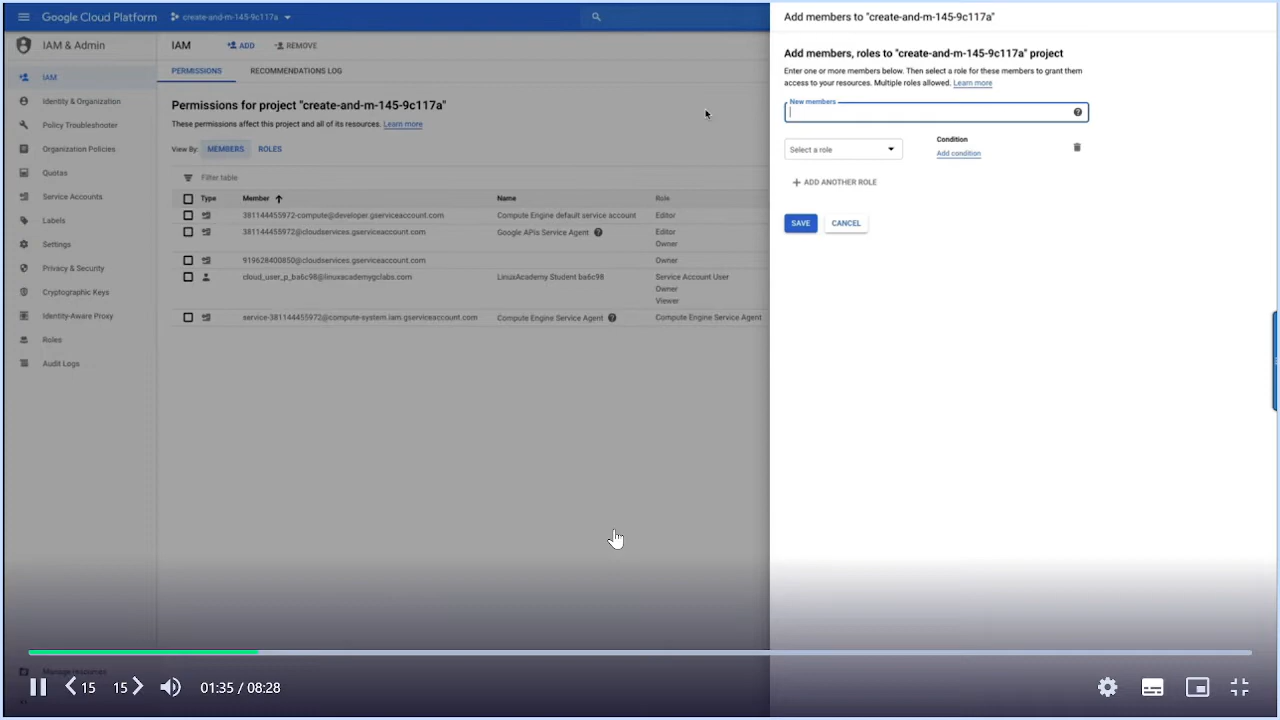 Google Cloud Platform
create-and-m-145-9c117a
IAM & Admin
IAM
Identity & Organization
Policy Troubleshooter
Organization Policies
Quotas
Service Accounts
Labels
Settings
Privacy & Security
Cryptographic Keys
Identity-Aware Proxy
Roles
Audit Logs
Manage resources
IAM
ADD
REMOVE
PERMISSIONS
RECOMMENDATIONS LOG
Permissions for project "create-and-m-145-9c117a"
These permissions affect this project and all of its resources. Learn more
View By: MEMBERS ROLES
Filter table
Type Member Name Role
381144455972-compute@developer.gserviceaccount.com Compute Engine default service account Editor
381144455972@cloudservices.gserviceaccount.com Google APIs Service Agent Editor
Owner
919628400850@cloudservices.gserviceaccount.com Owner
cloud_user_p_ba6c98@linuxacademygclabs.com LinuxAcademy Student ba6c98 Service Account User
Owner
Viewer
service-381144455972@compute-system.iam.gserviceaccount.com Compute Engine Service Agent Compute Engine Service Agent
Add members to "create-and-m-145-9c117a"
Add members, roles to "create-and-m-145-9c117a" project
Enter one or more members below. Then select a role for these members to grant them
access to your resources. Multiple roles allowed. Learn more
New members
Select a role
Condition
Add condition
ADD ANOTHER ROLE
SAVE
CANCEL
15
15
01:35 / 08:28